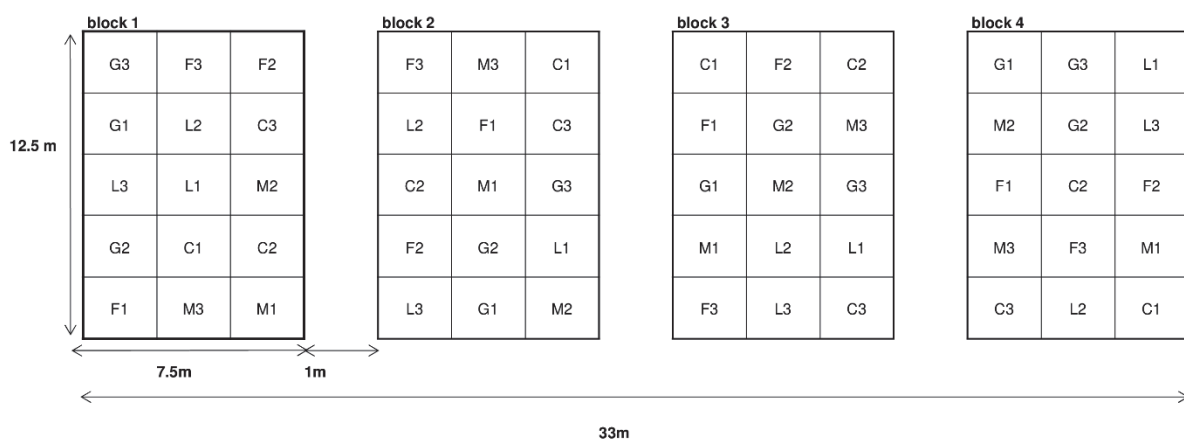 block 1 block 2 block 3 block 4
G3 F3 F2 F3 M3 C1 C1 F2 C2 G1 G3 L1
G1 L2 C3 L2 F1 C3 F1 G2 M3 M2 G2 L3
12.5 m
L3 L1 M2 C2 M1 G3 G1 M2 G3 F1 C2 F2
G2 C1 C2 F2 G2 L1 M1 L2 L1 M3 F3 M1
F1 M3 M1 L3 G1 M2 F3 L3 C3 C3 L2 C1
7.5m 1m
33m